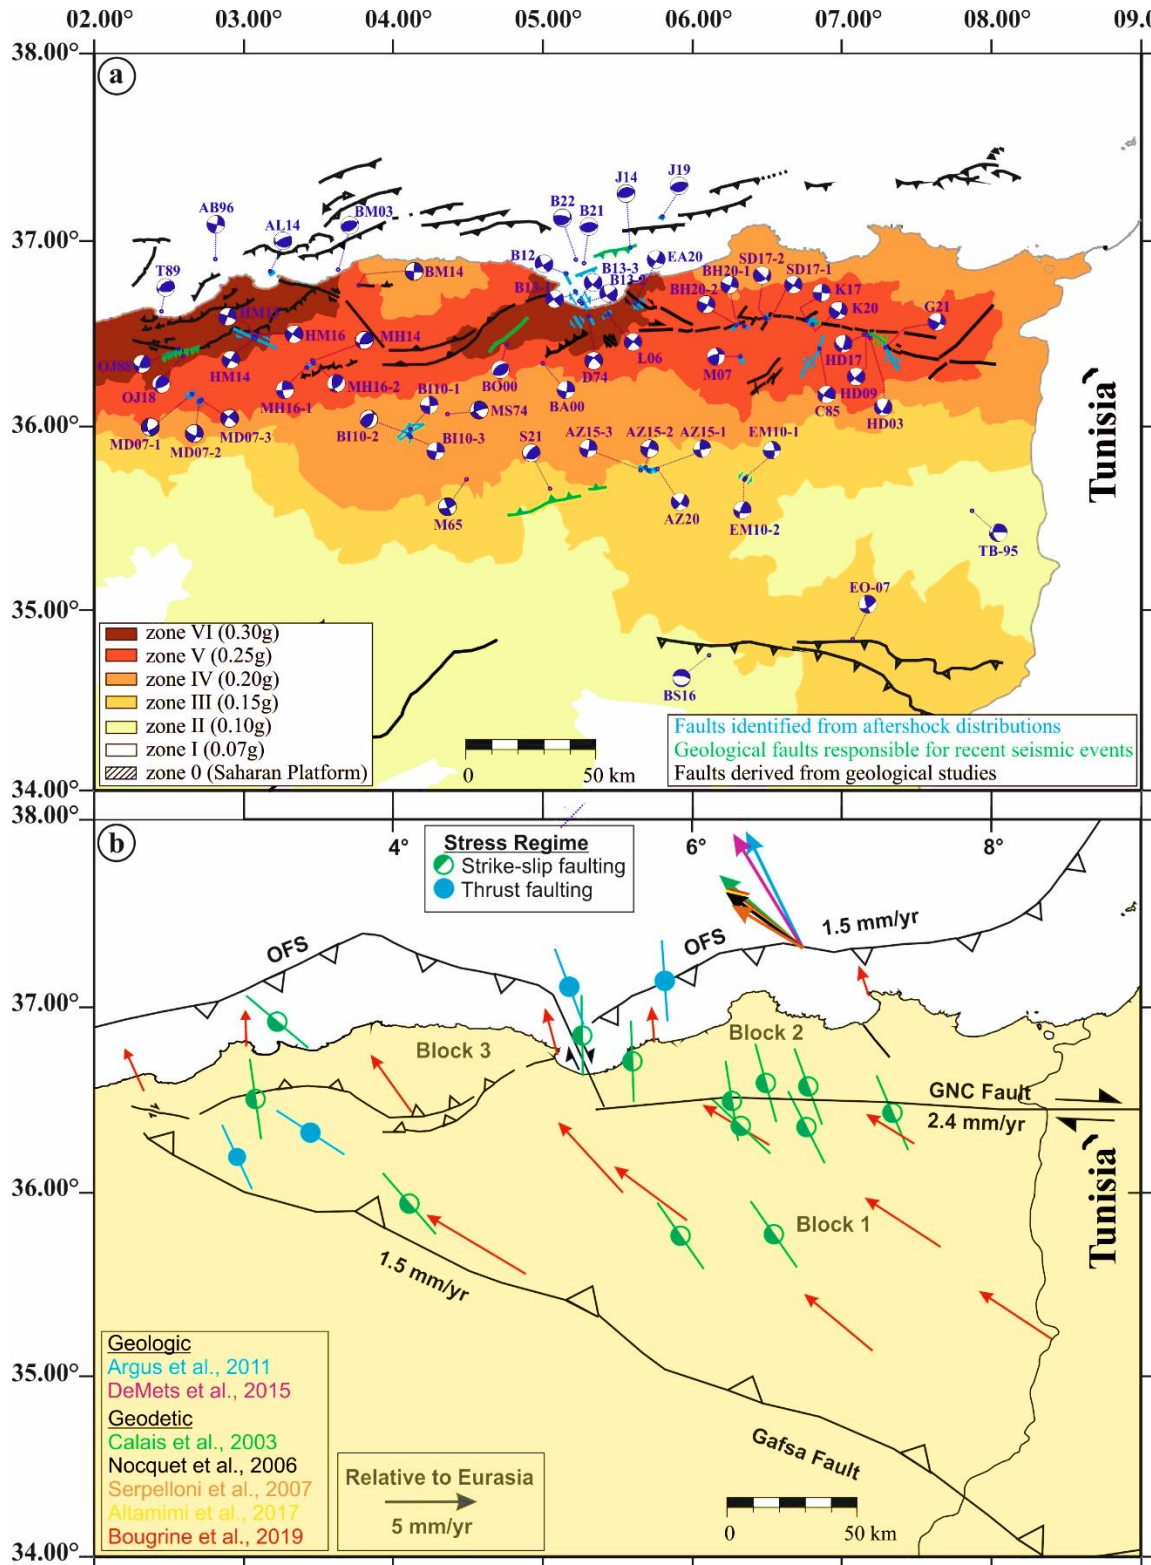 02.00° 03.00° 04.00° 05.00° 06.00° 07.00° 08.00° 09.0
38.00°
a
37.00°
36.00°
35.00°
34.00°
J14 J19
B22 B21
AB96 AL14 BM03
T89
B12 B13-3 EA20
BM14
B13-1
BH20-1 SD17-2 SD17-1
BH20-2 K17
K20 G21
HM16 MH14
OJ88
HM14
OJ18
MH16-1 MH16-2
BO00
BI10-1
BA00
D74
L06
M07
HD17
HD09
C85
HD03
MD07-1 MD07-2 MD07-3
BI10-2
BI10-3
MS74
S21
AZ15-3 AZ15-2 AZ15-1
EM10-1
M65
AZ20
EM10-2
TB-95
EO-07
BS16
Tunisia
zone VI (0.30g)
zone V (0.25g)
zone IV (0.20g)
zone III (0.15g)
zone II (0.10g)
zone I (0.07g)
zone 0 (Saharan Platform)
0 50 km
Faults identified from aftershock distributions
Geological faults responsible for recent seismic events
Faults derived from geological studies
38.00°
b
4° 6° 8°
Stress Regime
Strike-slip faulting
Thrust faulting
OFS
OFS
1.5 mm/yr
37.00°
Block 3
Block 2
GNC Fault
2.4 mm/yr
36.00°
Block 1
Tunisia
1.5 mm/yr
35.00°
Gafsa Fault
Geologic
Argus et al., 2011
DeMets et al., 2015
Geodetic
Calais et al., 2003
Nocquet et al., 2006
Serpelloni et al., 2007
Altamimi et al., 2017
Bougrine et al., 2019
Relative to Eurasia
5 mm/yr
0 50 km
34.00°